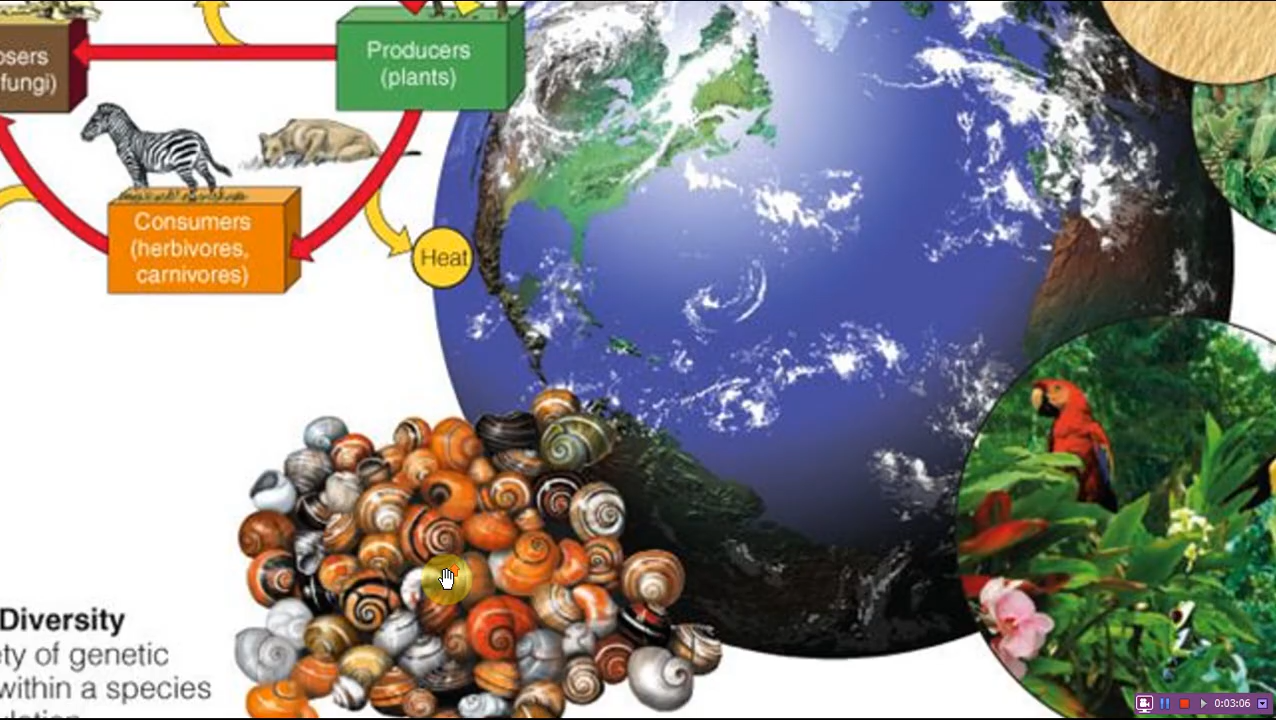 osers
fungi)
Producers
(plants)
Consumers
(herbivores,
carnivores)
Heat
Diversity
ety of genetic
within a species
0:03:06